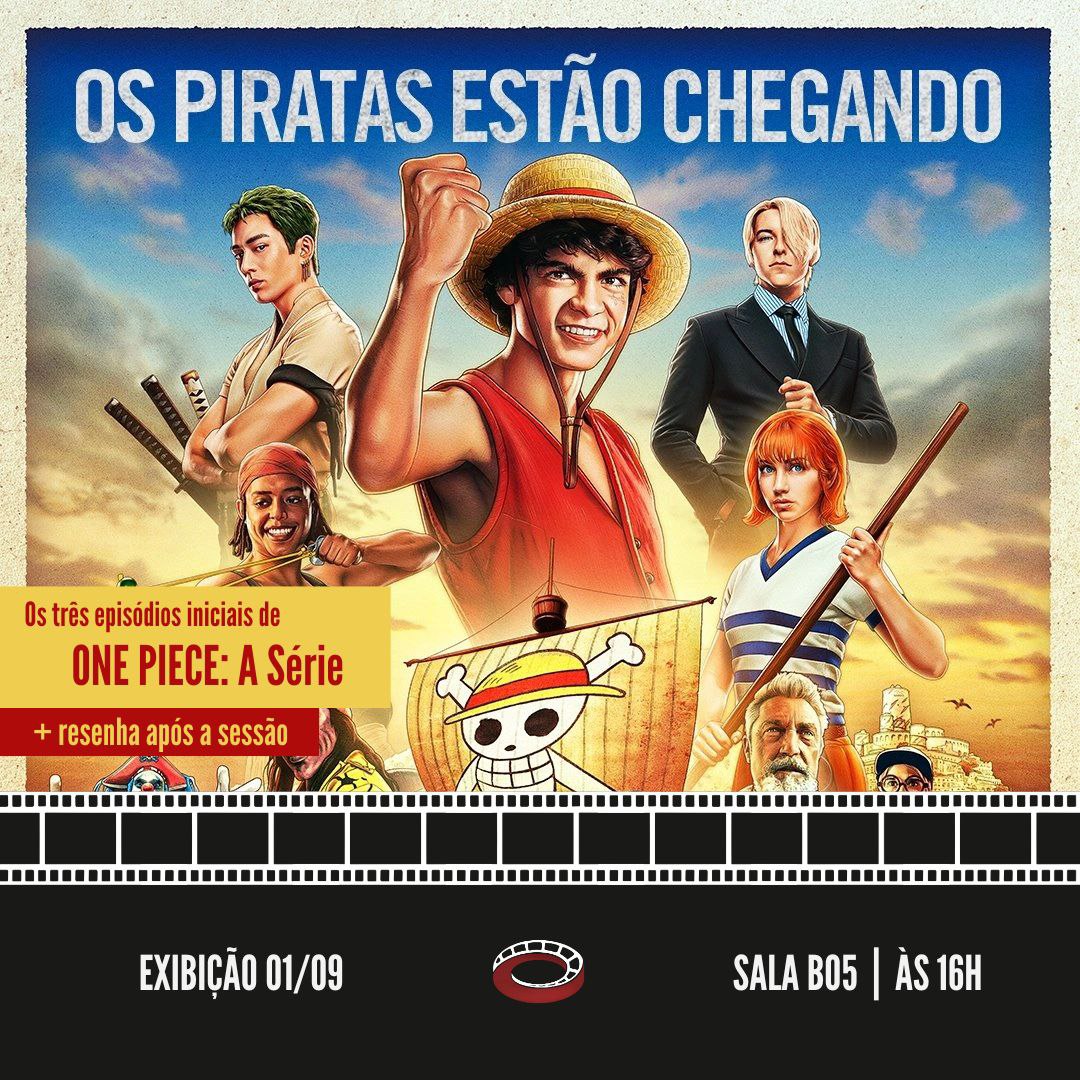 OS PIRATAS ESTÃO CHEGANDO
Os três episódios iniciais de
ONE PIECE: A Série
+ resenha após a sessão
EXIBIÇÃO 01/09
SALA B05 | ÀS 16H